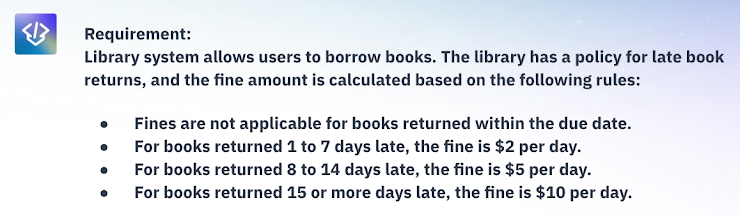 Requirement:
Library system allows users to borrow books. The library has a policy for late book
returns, and the fine amount is calculated based on the following rules:
● Fines are not applicable for books returned within the due date.
● For books returned 1 to 7 days late, the fine is $2 per day.
● For books returned 8 to 14 days late, the fine is $5 per day.
● For books returned 15 or more days late, the fine is $10 per day.